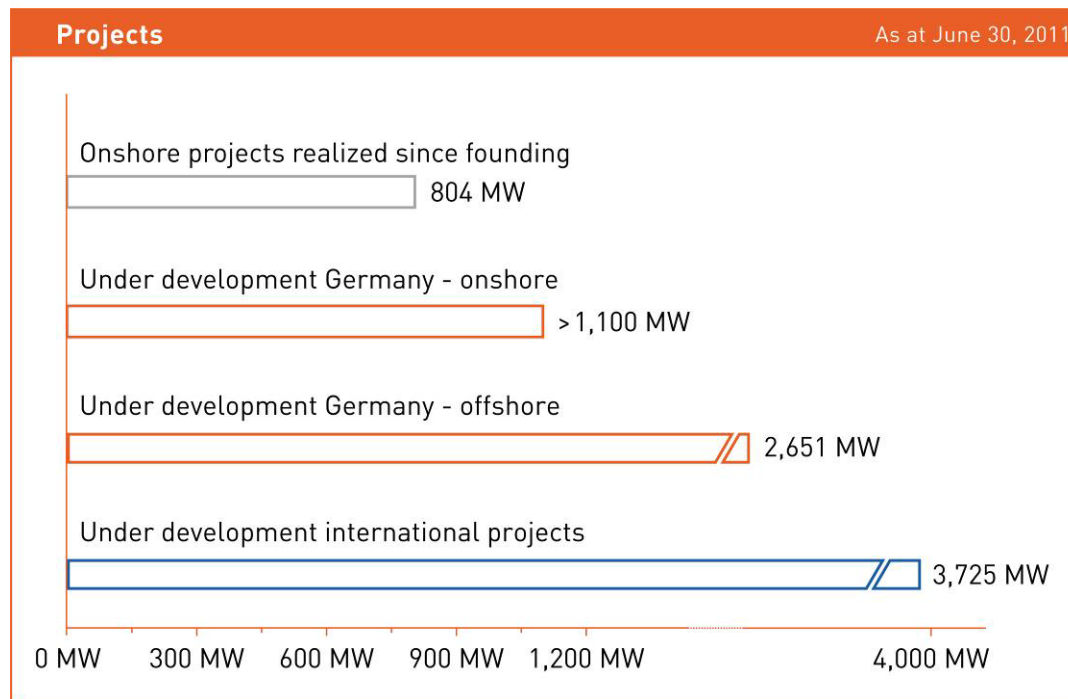 Projects
As at June 30, 2011
Onshore projects realized since founding
804 MW
Under development Germany - onshore
>1,100 MW
Under development Germany - offshore
2,651 MW
Under development international projects
3,725 MW
0 MW 300 MW 600 MW 900 MW 1,200 MW 4,000 MW